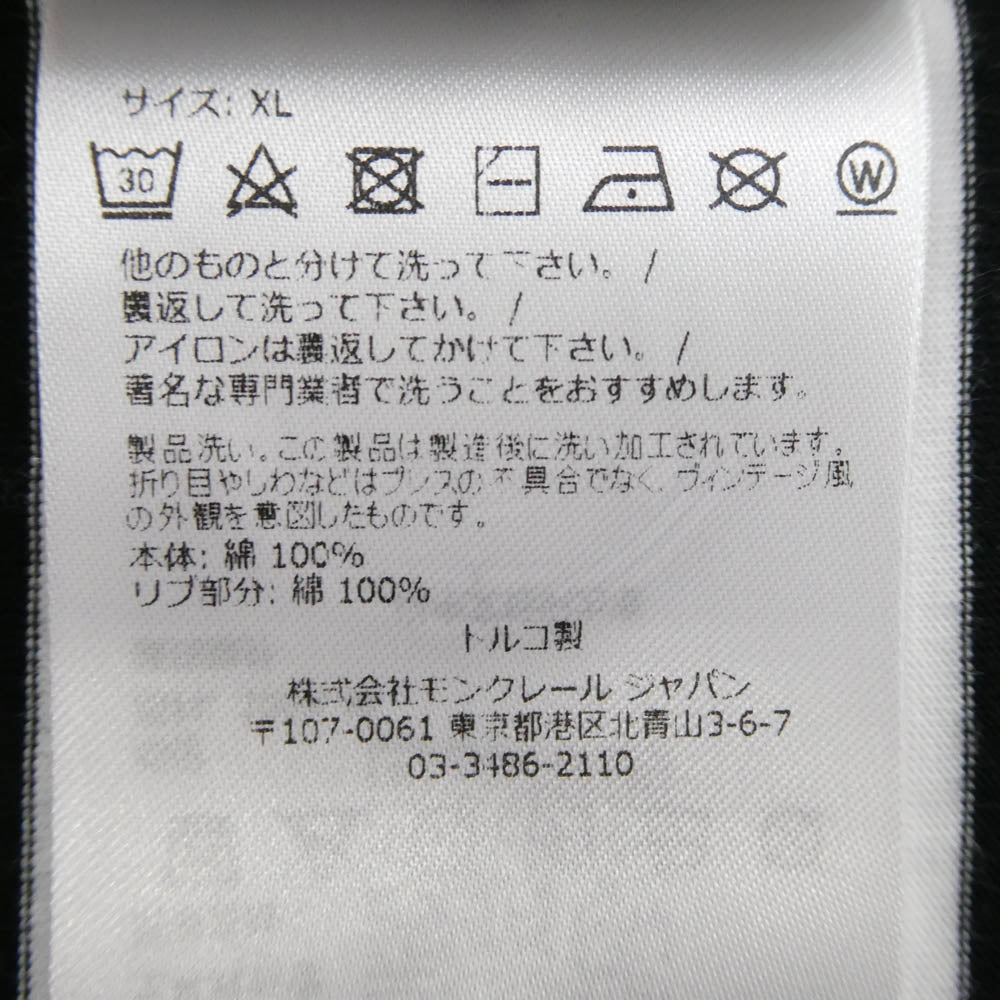 サイズ: XL
30
W
他のものと分けて洗って下さい。 /
裏返して洗って下さい。 /
アイロンは裏返してかけて下さい。 /
著名な専門業者で洗うことをおすすめします。
製品洗い。この製品は製造後に洗い加工されています。
折り目やしわなどはプレスの不具合でなく、ヴィンテージ風
の外観を意図したものです。
本体: 綿 100%
リブ部分: 綿 100%
トルコ製
株式会社モンクレール ジャパン
〒107-0061 東京都港区北青山3-6-7
03-3486-2110